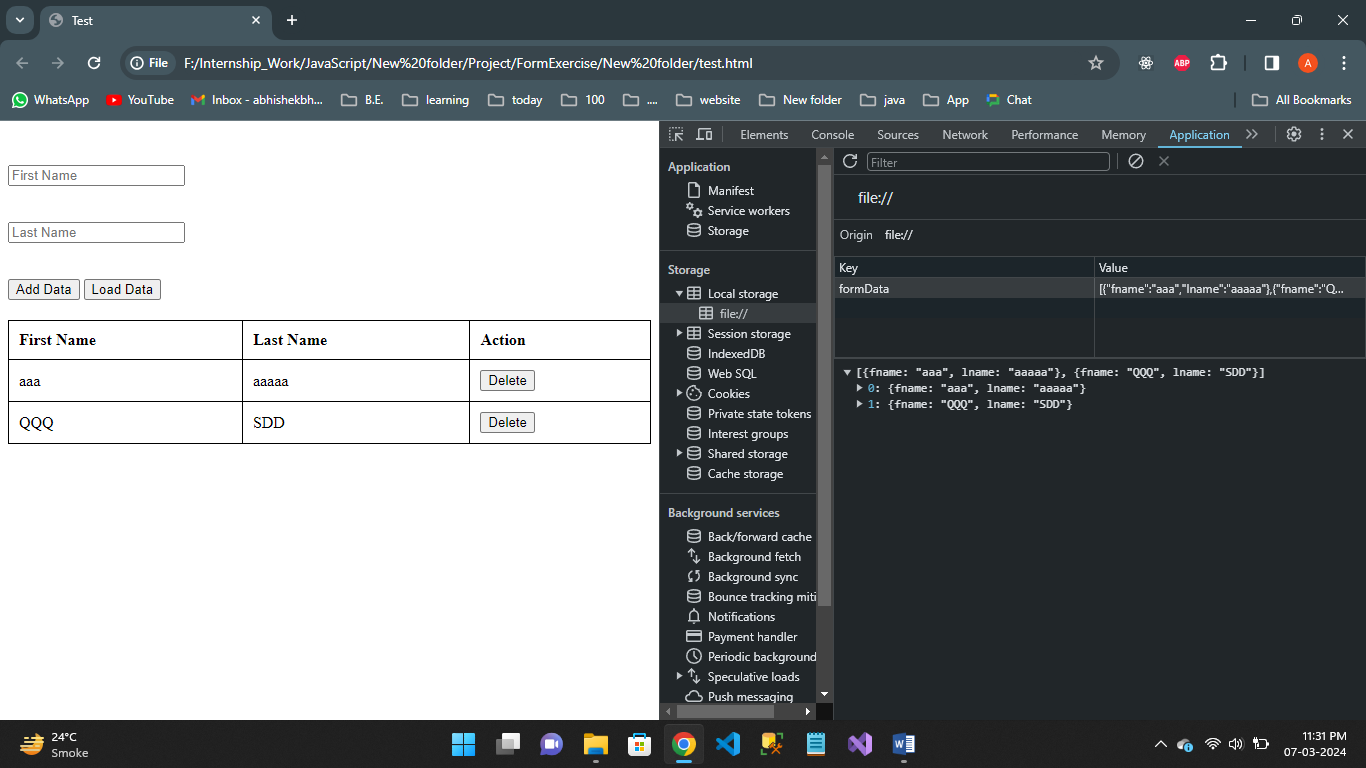 Test
File
F:/Internship_Work/JavaScript/New%20folder/Project/FormExercise/New%20folder/test.html
ABP
A
WhatsApp YouTube Inbox - abhishekbh... B.E. learning today 100 .... website New folder java App Chat All Bookmarks
First Name
Last Name
Add Data Load Data
First Name Last Name Action
aaa aaaaa Delete
QQQ SDD Delete
Elements Console Sources Network Performance Memory Application
Application
Manifest
Service workers
Storage
Storage
Local storage
file://
Session storage
IndexedDB
Web SQL
Cookies
Private state tokens
Interest groups
Shared storage
Cache storage
Background services
Back/forward cache
Background fetch
Background sync
Bounce tracking miti
Notifications
Payment handler
Periodic background
Speculative loads
Push messaging
Filter
file://
Origin file://
Key Value
formData [{"fname":"aaa","lname":"aaaaa"},{"fname":"Q...
[{fname: "aaa", lname: "aaaaa"}, {fname: "QQQ", lname: "SDD"}]
0: {fname: "aaa", lname: "aaaaa"}
1: {fname: "QQQ", lname: "SDD"}
24°C
Smoke
11:31 PM
07-03-2024